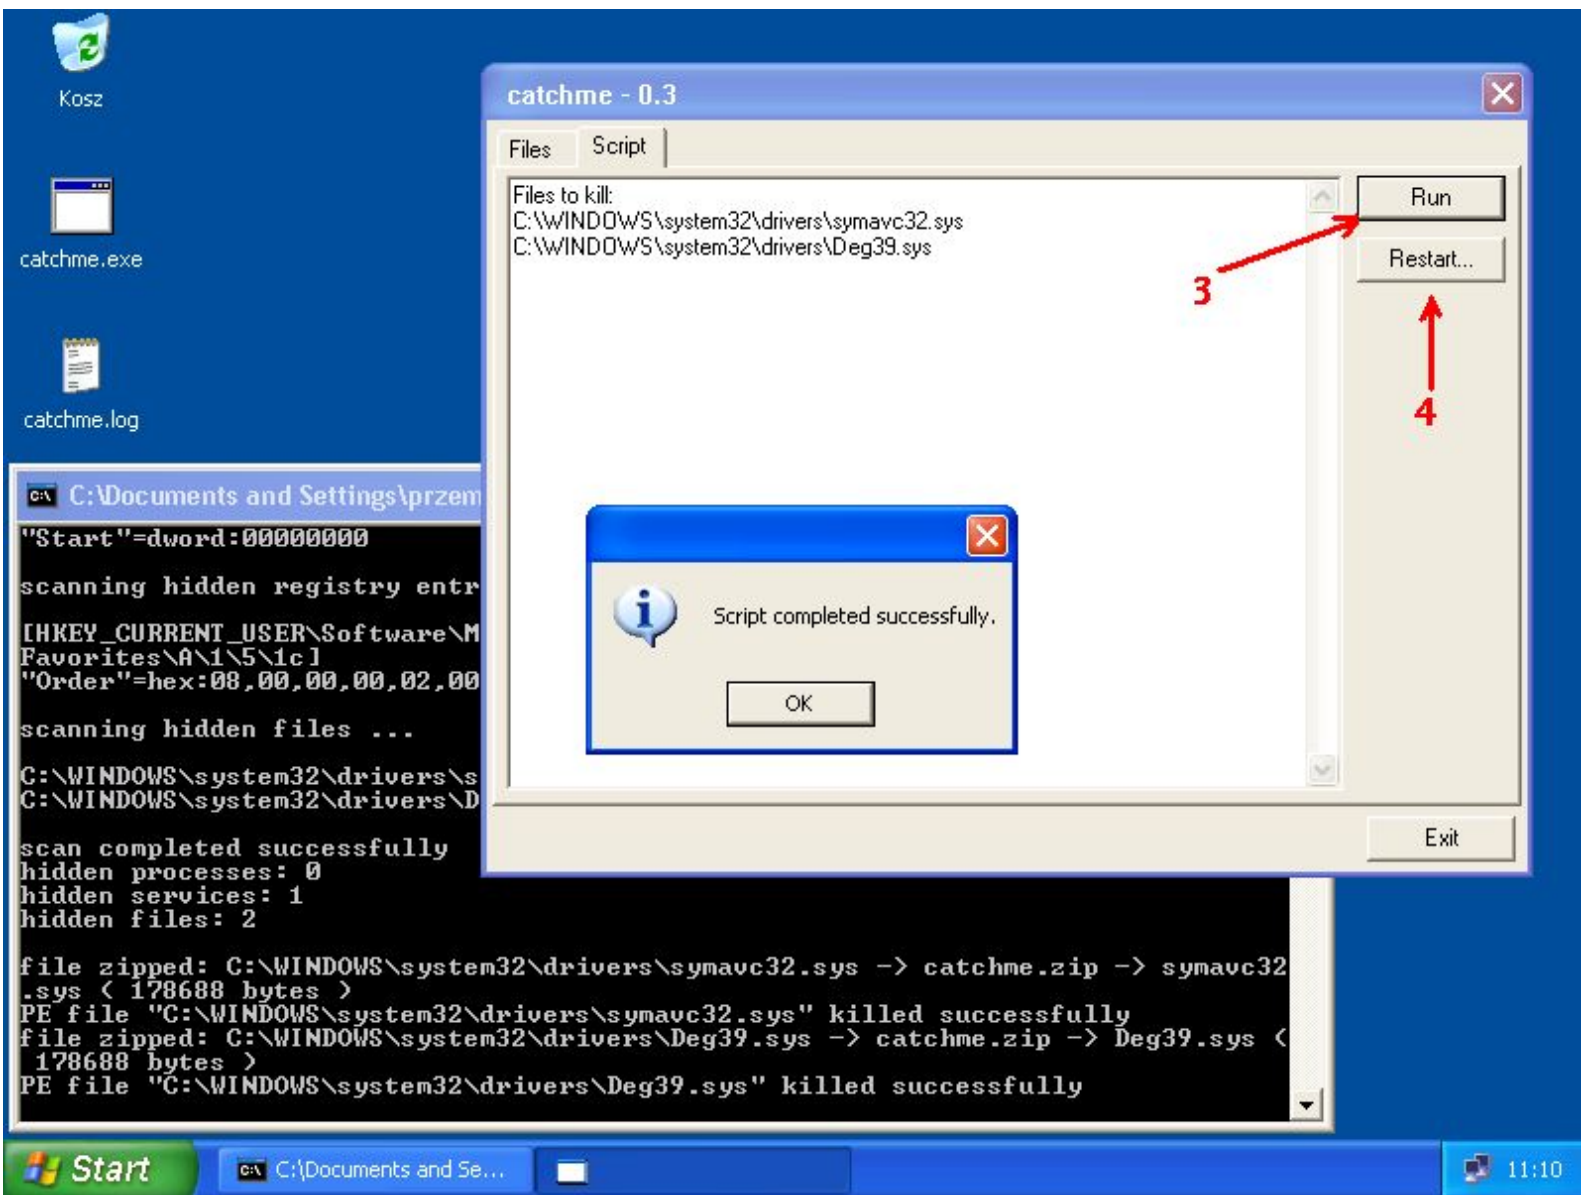 Kosz
catchme.exe
catchme.log
catchme - 0.3
Files
Script
Files to kill:
C:\WINDOWS\system32\drivers\symavc32.sys
C:\WINDOWS\system32\drivers\Deg39.sys
Run
Restart...
3
4
Script completed successfully.
OK
Exit
C:\Documents and Settings\przem
"Start"=dword:00000000
scanning hidden registry entr
[HKEY_CURRENT_USER\Software\M
Favorites\A\1\5\1c]
"Order"=hex:08,00,00,00,02,00
scanning hidden files ...
C:\WINDOWS\system32\drivers\s
C:\WINDOWS\system32\drivers\D
scan completed successfully
hidden processes: 0
hidden services: 1
hidden files: 2
file zipped: C:\WINDOWS\system32\drivers\symavc32.sys -> catchme.zip -> symavc32
.sys ( 178688 bytes )
PE file "C:\WINDOWS\system32\drivers\symavc32.sys" killed successfully
file zipped: C:\WINDOWS\system32\drivers\Deg39.sys -> catchme.zip -> Deg39.sys (
178688 bytes )
PE file "C:\WINDOWS\system32\drivers\Deg39.sys" killed successfully
Start
C:\Documents and Se...
11:10